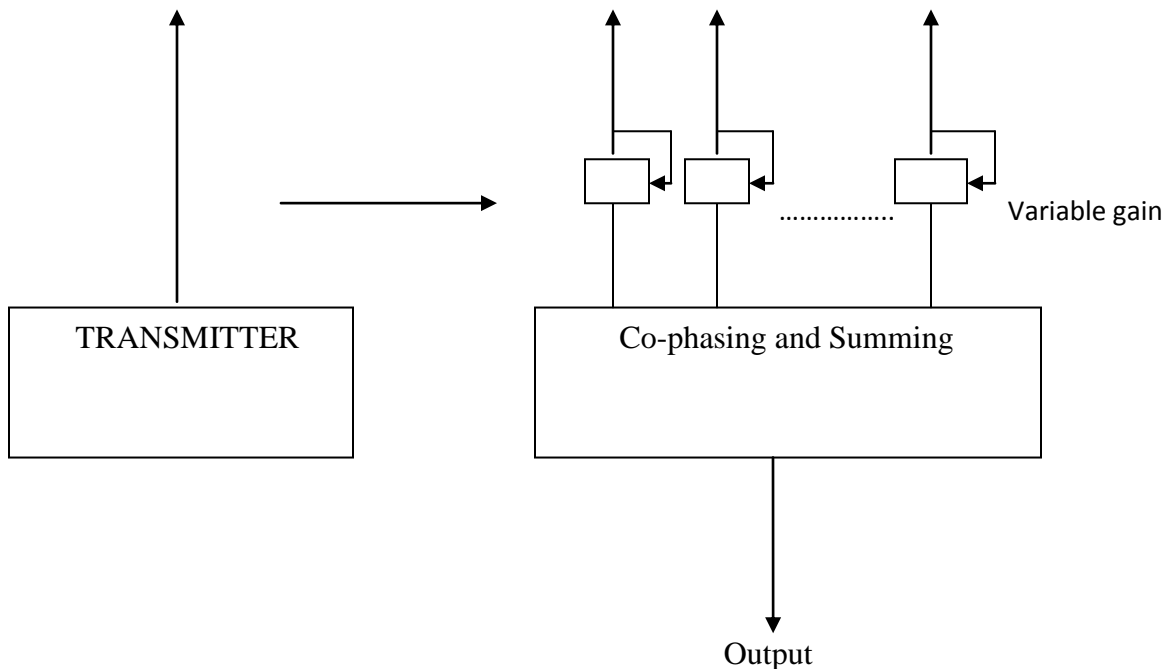 …………….. Variable gain
TRANSMITTER
Co-phasing and Summing
Output